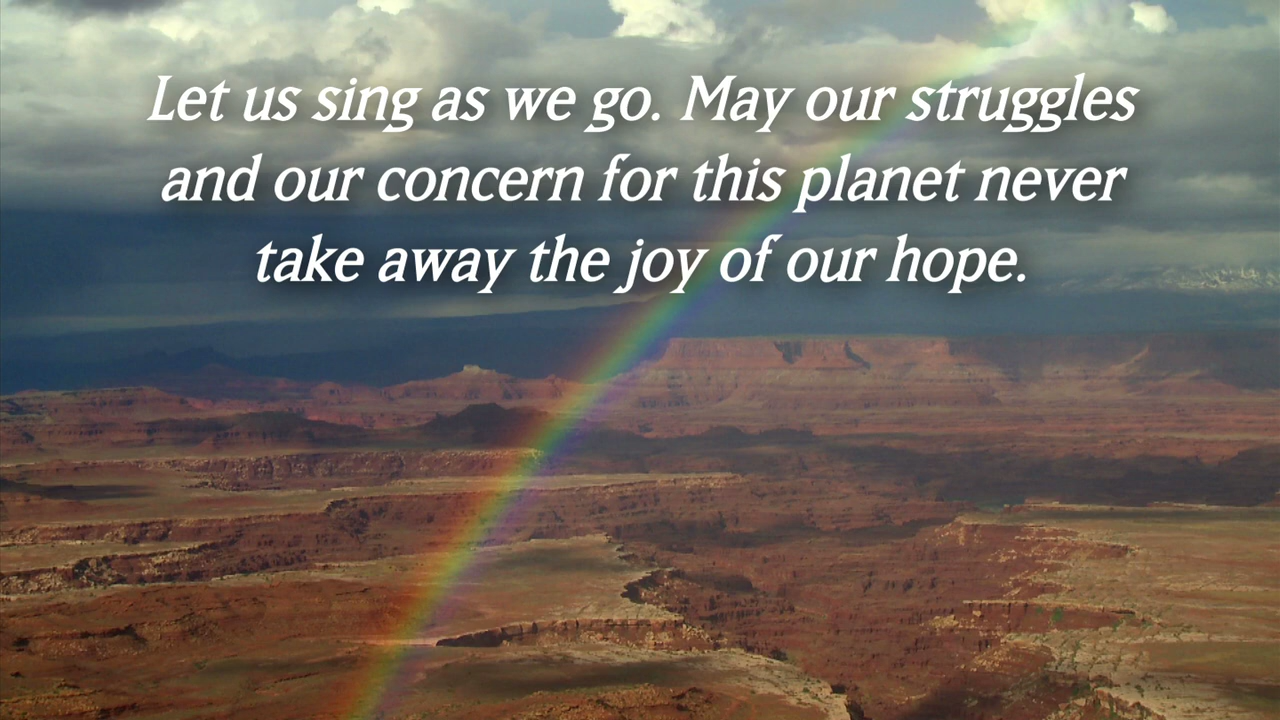 Let us sing as we go. May our struggles
and our concern for this planet never
take away the joy of our hope.